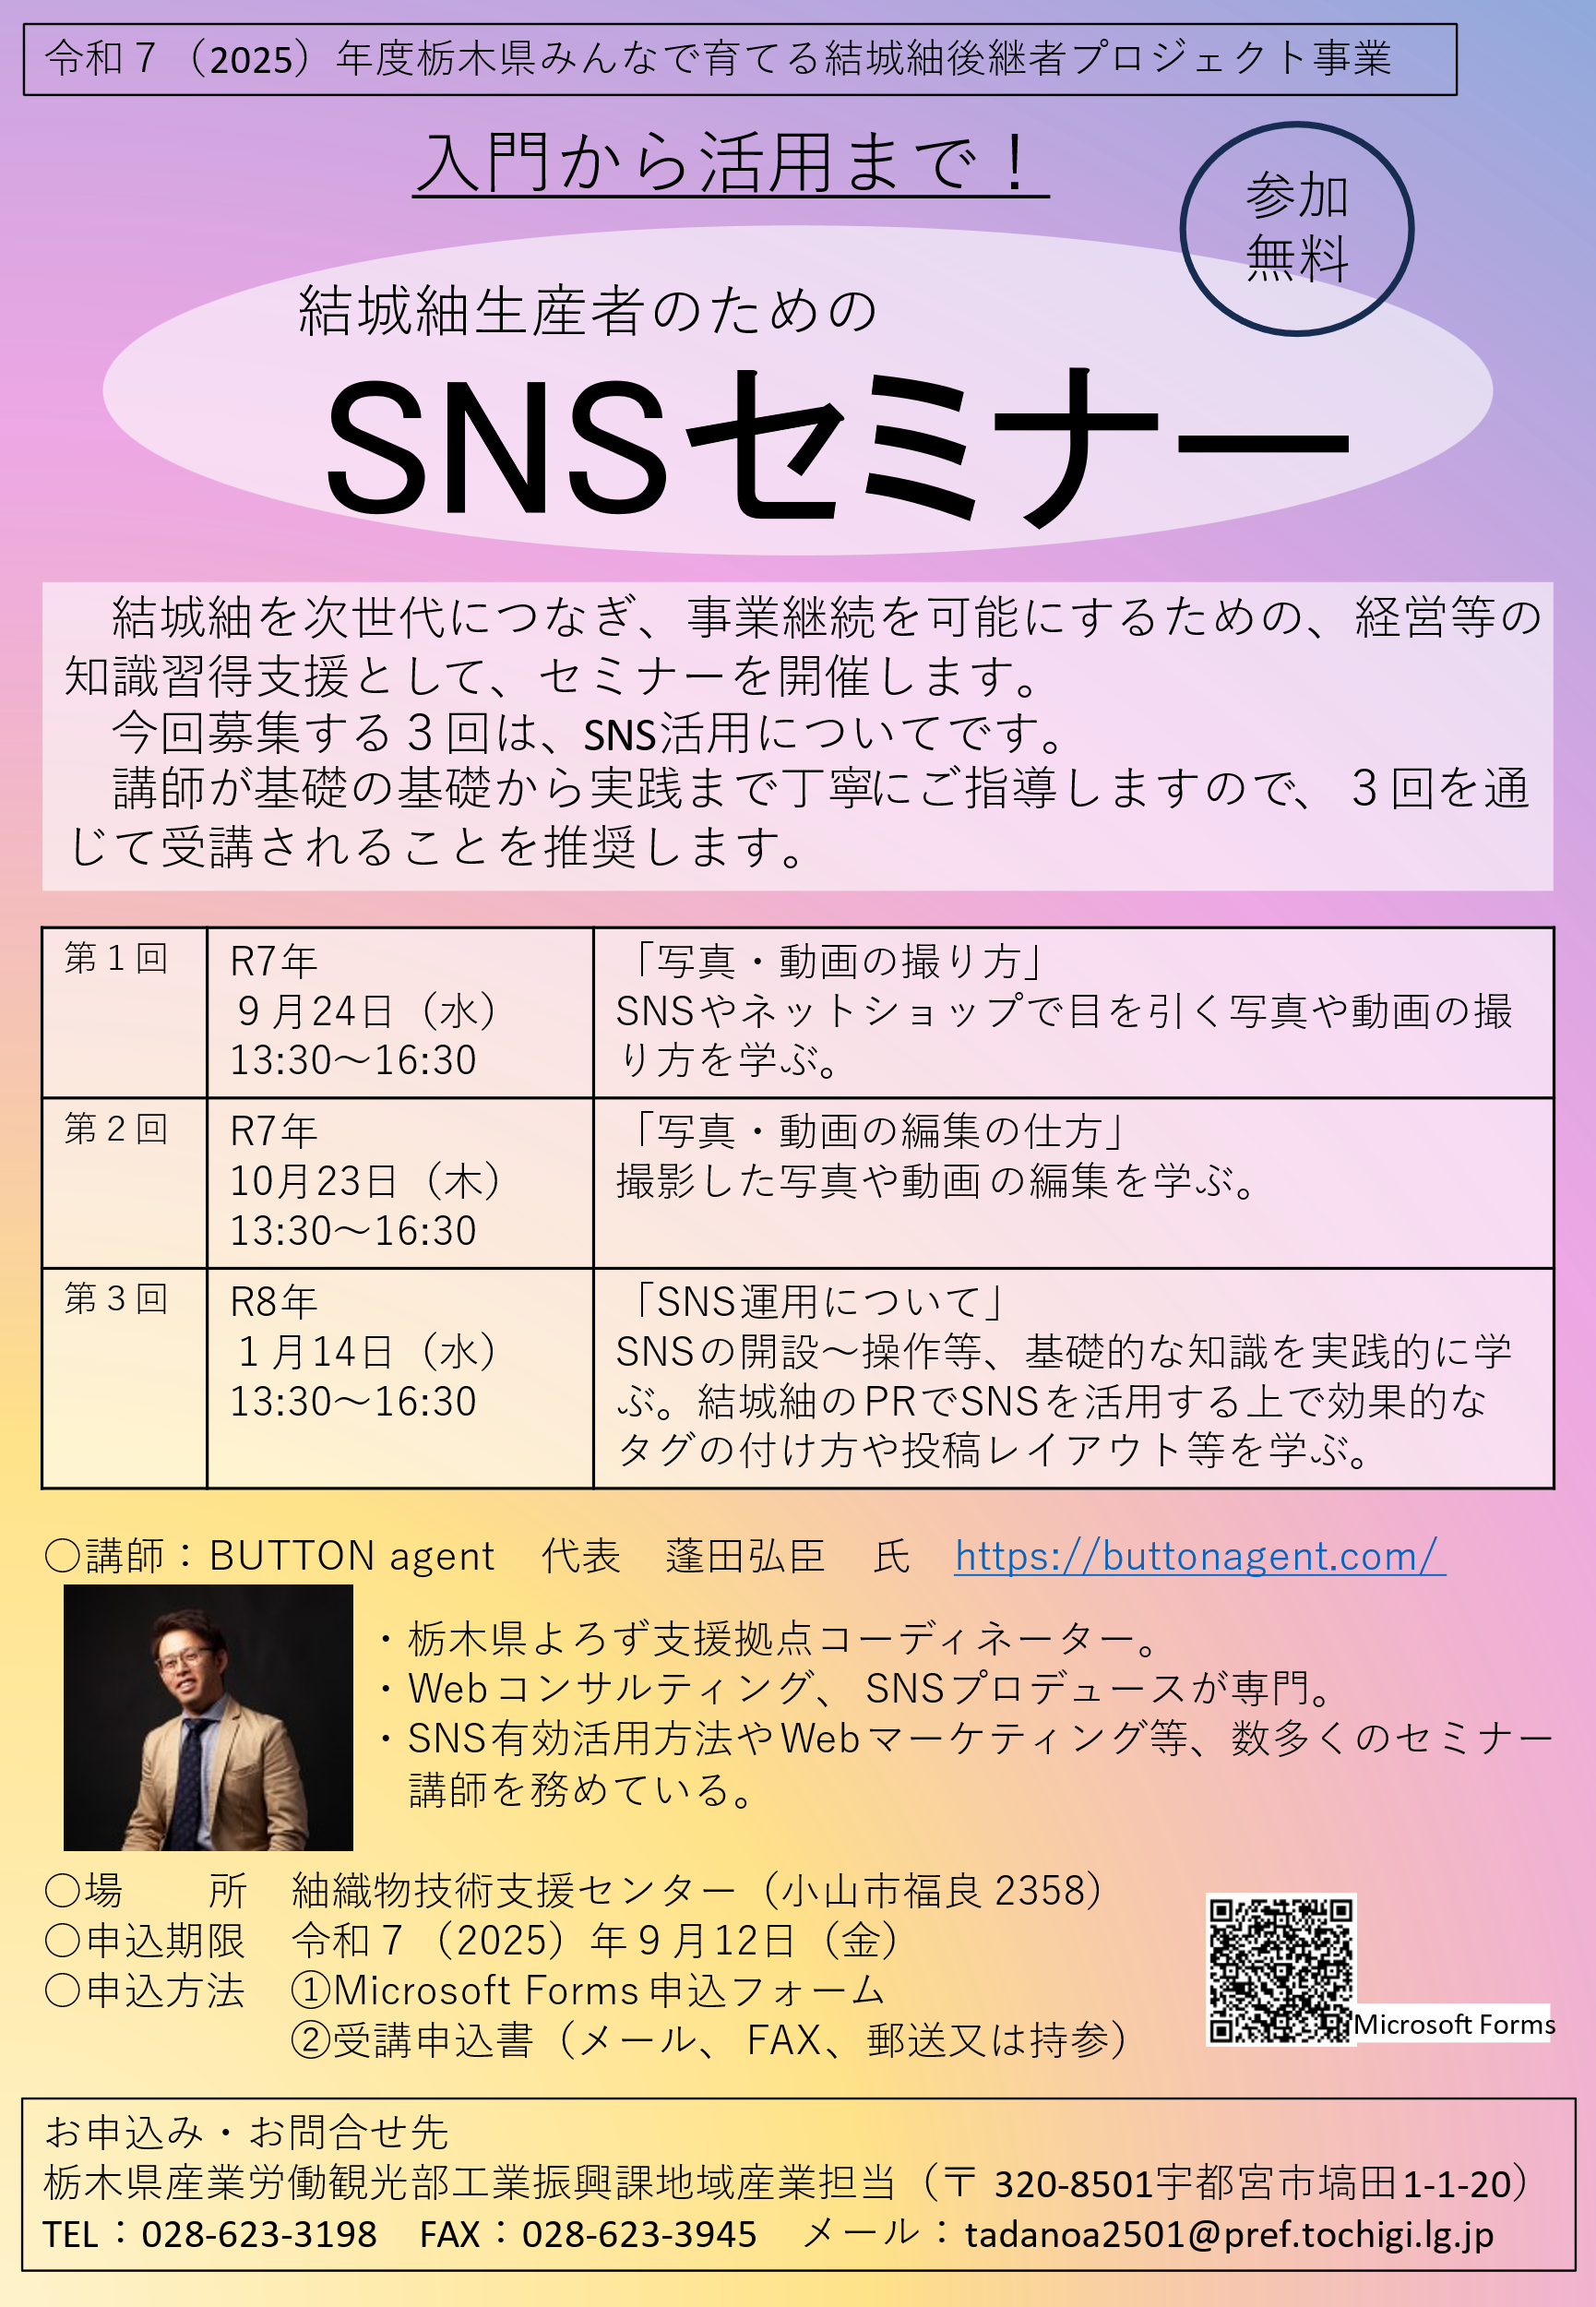 令和７（2025）年度栃木県みんなで育てる結城紬後継者プロジェクト事業
入門から活用まで！
参加
無料
結城紬生産者のための
SNSセミナー
結城紬を次世代につなぎ、事業継続を可能にするための、経営等の
知識習得支援として、セミナーを開催します。
今回募集する３回は、SNS活用についてです。
講師が基礎の基礎から実践まで丁寧にご指導しますので、３回を通
じて受講されることを推奨します。
第１回
R7年
９月24日（水）
13:30～16:30
「写真・動画の撮り方」
SNSやネットショップで目を引く写真や動画の撮
り方を学ぶ。
第２回
R7年
10月23日（木）
13:30～16:30
「写真・動画の編集の仕方」
撮影した写真や動画の編集を学ぶ。
第３回
R8年
１月14日（水）
13:30～16:30
「SNS運用について」
SNSの開設～操作等、基礎的な知識を実践的に学
ぶ。結城紬のPRでSNSを活用する上で効果的な
タグの付け方や投稿レイアウト等を学ぶ。
○講師：BUTTON agent　代表　蓬田弘臣　氏　https://buttonagent.com/
・栃木県よろず支援拠点コーディネーター。
・Webコンサルティング、SNSプロデュースが専門。
・SNS有効活用方法やWebマーケティング等、数多くのセミナー
講師を務めている。
○場　　所　紬織物技術支援センター（小山市福良2358）
○申込期限　令和７（2025）年９月12日（金）
○申込方法　①Microsoft Forms申込フォーム
②受講申込書（メール、FAX、郵送又は持参）
Microsoft Forms
お申込み・お問合せ先
栃木県産業労働観光部工業振興課地域産業担当（〒320-8501宇都宮市塙田1-1-20）
TEL：028-623-3198　FAX：028-623-3945　メール：tadanoa2501@pref.tochigi.lg.jp